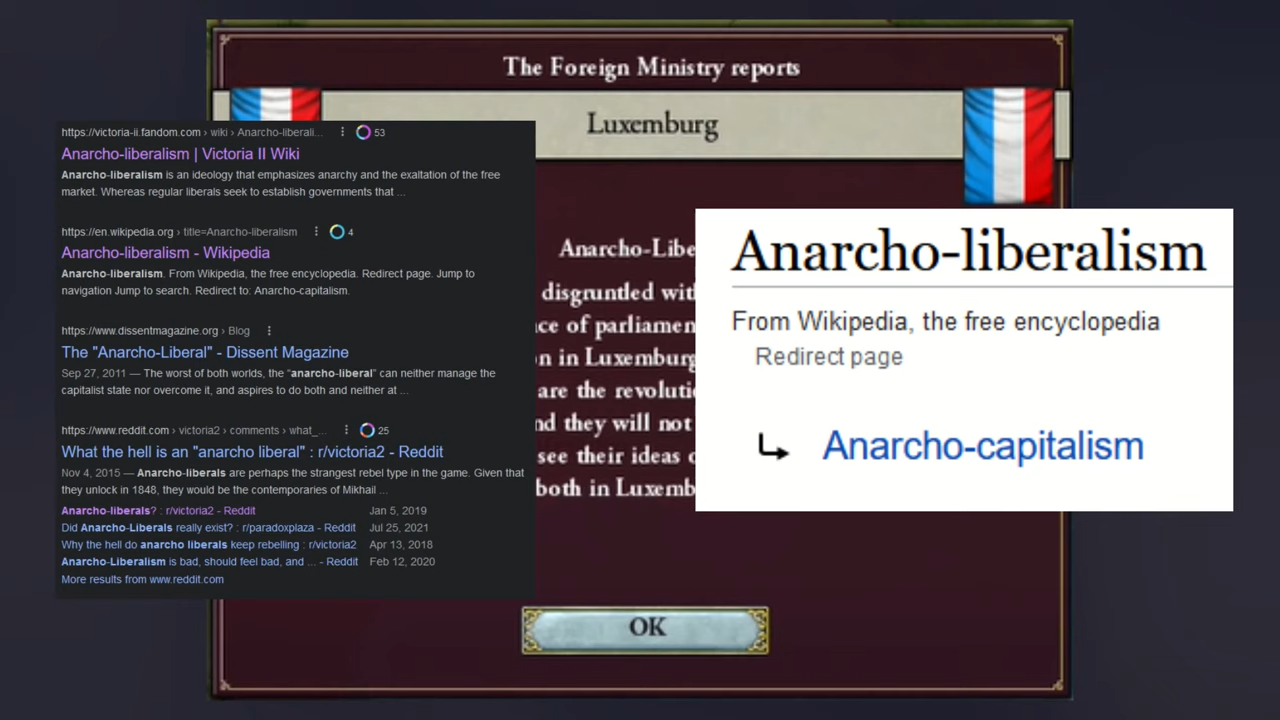 The Foreign Ministry reports
Luxemburg
https://victoria-ii.fandom.com › wiki › Anarcho-liberali... 53
Anarcho-liberalism | Victoria II Wiki
Anarcho-liberalism is an ideology that emphasizes anarchy and the exaltation of the free
market. Whereas regular liberals seek to establish governments that ...
https://en.wikipedia.org › title=Anarcho-liberalism 4
Anarcho-liberalism - Wikipedia
Anarcho-liberalism. From Wikipedia, the free encyclopedia. Redirect page. Jump to
navigation Jump to search. Redirect to: Anarcho-capitalism.
https://www.dissentmagazine.org › Blog
The "Anarcho-Liberal" - Dissent Magazine
Sep 27, 2011 — The worst of both worlds, the “anarcho-liberal” can neither manage the
capitalist state nor overcome it, and aspires to do both and neither at ...
https://www.reddit.com › victoria2 › comments › what_... 25
What the hell is an "anarcho liberal" : r/victoria2 - Reddit
Nov 4, 2015 — Anarcho-liberals are perhaps the strangest rebel type in the game. Given that
they unlock in 1848, they would be the contemporaries of Mikhail ...
Anarcho-liberals? : r/victoria2 - Reddit Jan 5, 2019
Did Anarcho-Liberals really exist? : r/paradoxplaza - Reddit Jul 25, 2021
Why the hell do anarcho liberals keep rebelling : r/victoria2 Apr 13, 2018
Anarcho-Liberalism is bad, should feel bad, and ... - Reddit Feb 12, 2020
More results from www.reddit.com
Anarcho-Libe
disgruntled wit
ce of parliamen
n in Luxemburg
are the revoluti
nd they will not
see their ideas
both in Luxemb
Anarcho-liberalism
From Wikipedia, the free encyclopedia
Redirect page
Anarcho-capitalism
OK